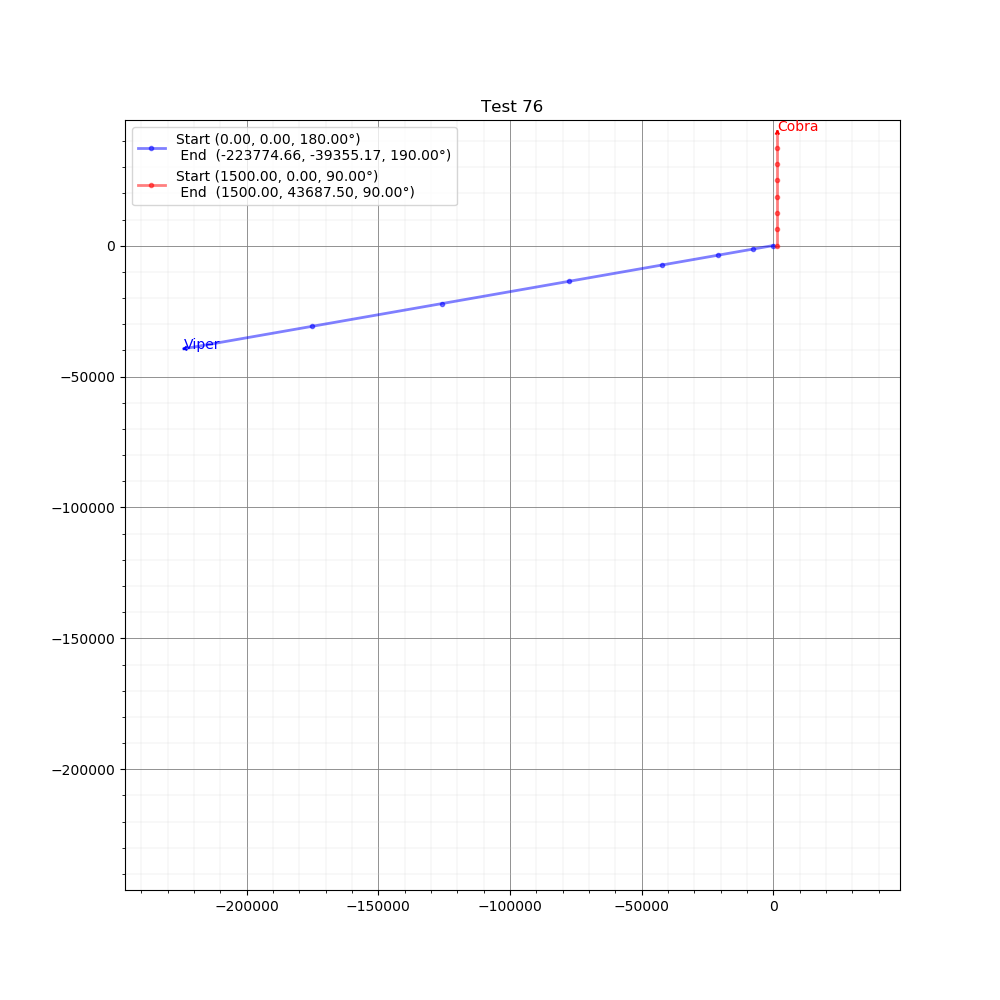 Test 76
Start (0.00, 0.00, 180.00°)
End  (-223774.66, -39355.17, 190.00°)
Start (1500.00, 0.00, 90.00°)
End  (1500.00, 43687.50, 90.00°)
Cobra
Viper
0
−50000
−100000
−150000
−200000
−200000
−150000
−100000
−50000
0